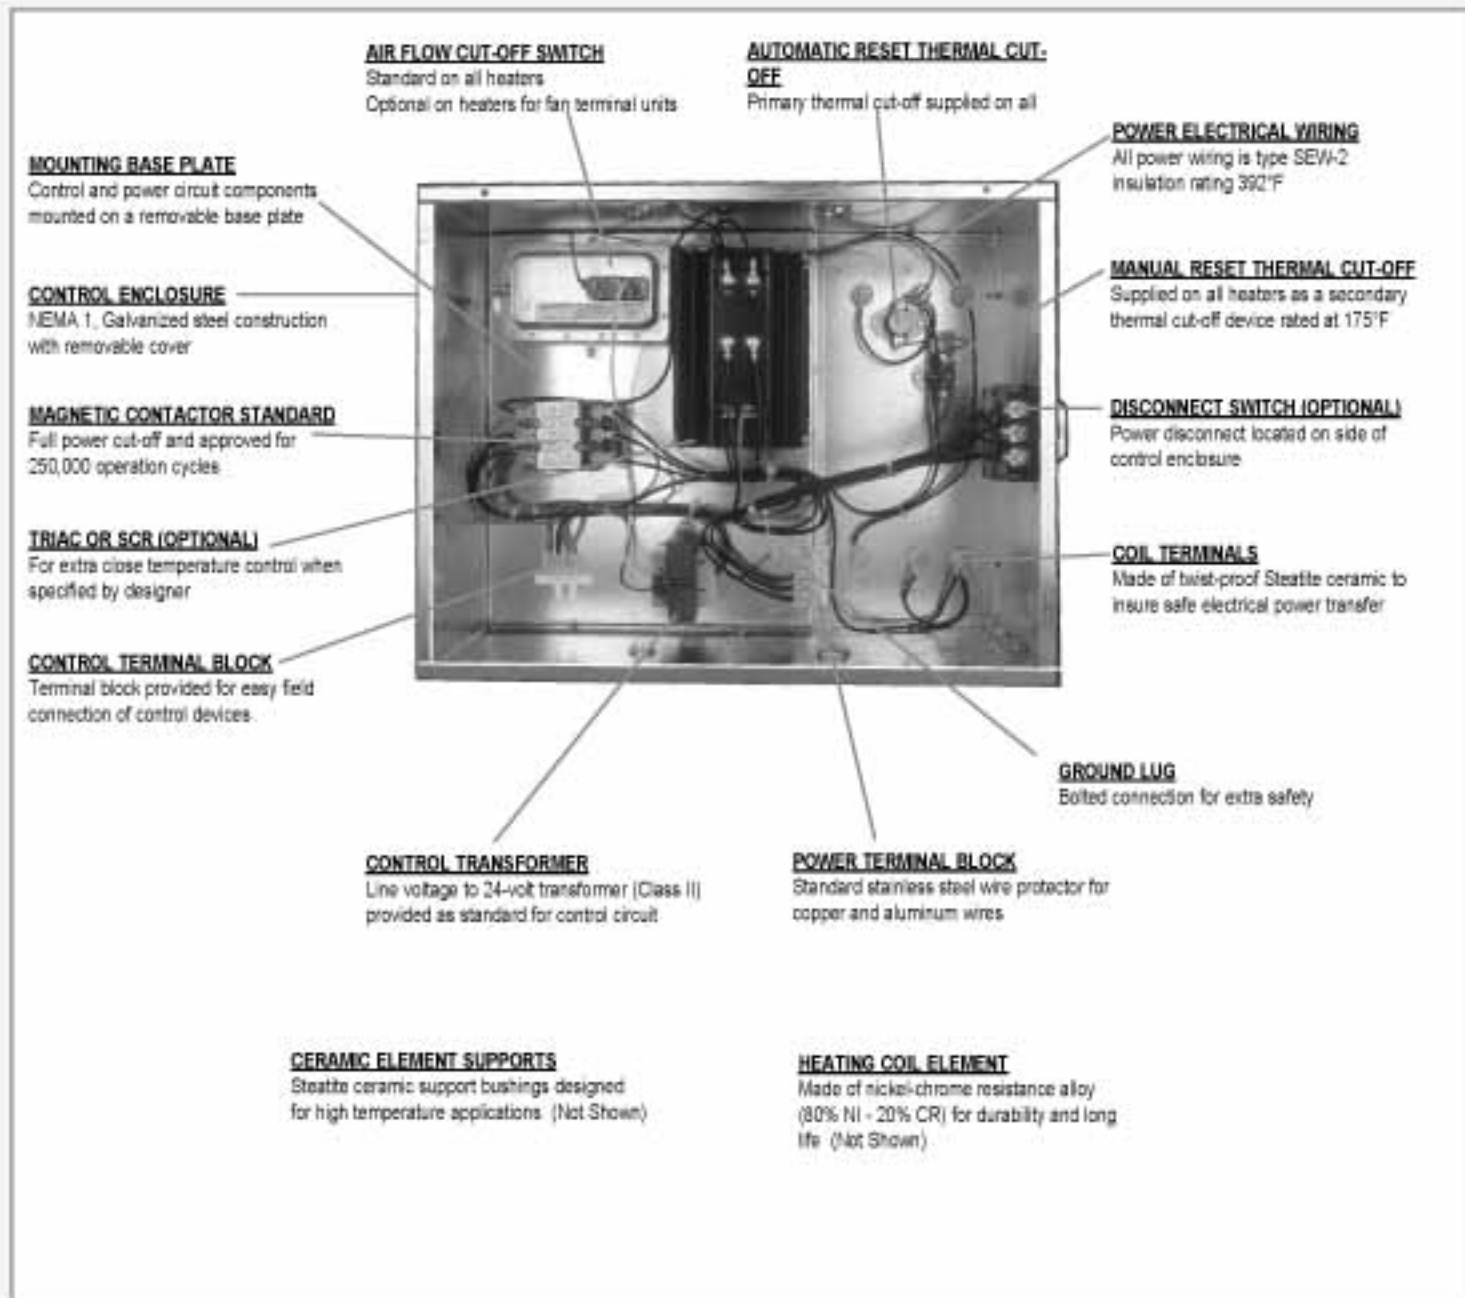 AIR FLOW CUT-OFF SWITCH
Standard on all heaters
Optional on heaters for fan terminal units
AUTOMATIC RESET THERMAL CUT-
OFF
Primary thermal cut-off supplied on all
POWER ELECTRICAL WIRING
All power wiring is type SEW-2
insulation rating 392°F
MOUNTING BASE PLATE
Control and power circuit components
mounted on a removable base plate
MANUAL RESET THERMAL CUT-OFF
Supplied on all heaters as a secondary
thermal cut-off device rated at 175°F
CONTROL ENCLOSURE
NEMA 1, Galvanized steel construction
with removable cover
MAGNETIC CONTACTOR STANDARD
Full power cut-off and approved for
250,000 operation cycles
DISCONNECT SWITCH (OPTIONAL)
Power disconnect located on side of
control enclosure
TRIAC OR SCR (OPTIONAL)
For extra close temperature control when
specified by designer
COIL TERMINALS
Made of twist-proof Steatite ceramic to
insure safe electrical power transfer
CONTROL TERMINAL BLOCK
Terminal block provided for easy field
connection of control devices
GROUND LUG
Bolted connection for extra safety
CONTROL TRANSFORMER
Line voltage to 24-volt transformer (Class II)
provided as standard for control circuit
POWER TERMINAL BLOCK
Standard stainless steel wire protector for
copper and aluminum wires
CERAMIC ELEMENT SUPPORTS
Steatite ceramic support bushings designed
for high temperature applications (Not Shown)
HEATING COIL ELEMENT
Made of nickel-chrome resistance alloy
(80% NI - 20% CR) for durability and long
life (Not Shown)